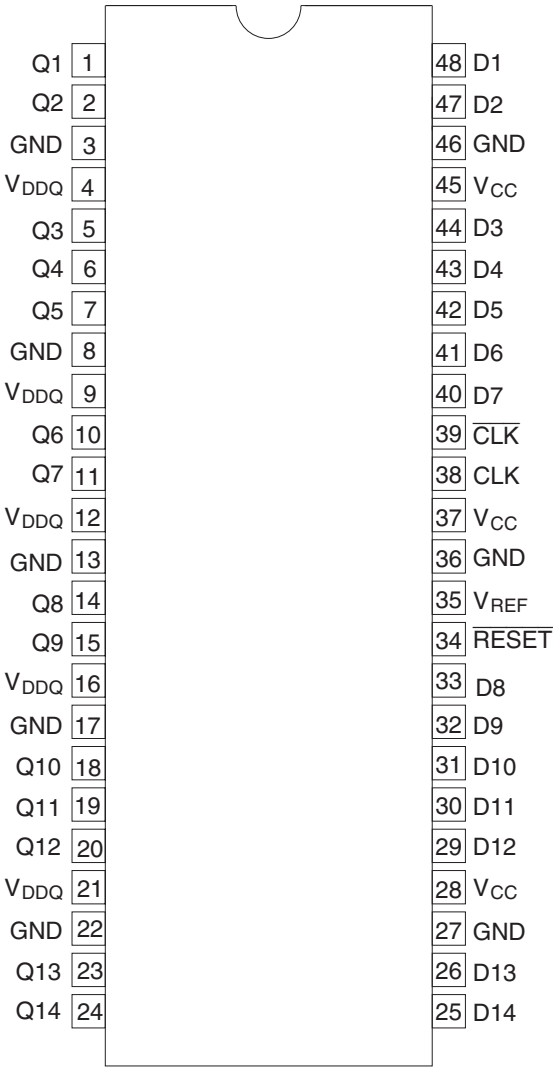 Q1 1 48 D1
Q2 2 47 D2
GND 3 46 GND
VDDQ 4 45 VCC
Q3 5 44 D3
Q4 6 43 D4
Q5 7 42 D5
GND 8 41 D6
VDDQ 9 40 D7
Q6 10 39 C̅L̅K̅
Q7 11 38 CLK
VDDQ 12 37 VCC
GND 13 36 GND
Q8 14 35 VREF
Q9 15 34 R̅E̅S̅E̅T̅
VDDQ 16 33 D8
GND 17 32 D9
Q10 18 31 D10
Q11 19 30 D11
Q12 20 29 D12
VDDQ 21 28 VCC
GND 22 27 GND
Q13 23 26 D13
Q14 24 25 D14